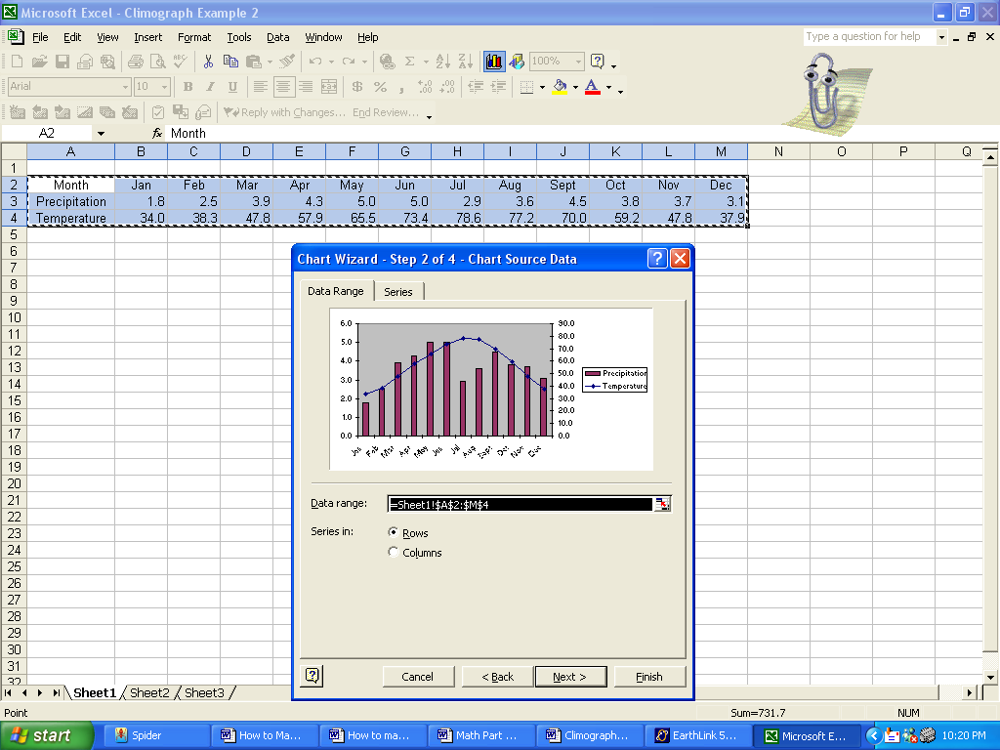 Microsoft Excel - Climograph Example 2
File Edit View Insert Format Tools Data Window Help Type a question for help
100%
Arial 10 B I U $ % ,
Reply with Changes... End Review...
A2 fx Month
A B C D E F G H I J K L M N O P Q
1
2 Month Jan Feb Mar Apr May Jun Jul Aug Sept Oct Nov Dec
3 Precipitation 1.8 2.5 3.9 4.3 5.0 5.0 2.9 3.6 4.5 3.8 3.7 3.1
4 Temperature 34.0 38.3 47.8 57.9 65.5 73.4 78.6 77.2 70.0 59.2 47.8 37.9
5
6
7
8
9
10
11
12
13
14
15
16
17
18
19
20
21
22
23
24
25
26
27
28
29
30
31
32
Chart Wizard - Step 2 of 4 - Chart Source Data
Data Range Series
6.0 90.0
5.0 80.0
4.0 70.0
3.0 60.0
2.0 50.0
1.0 40.0
0.0 30.0
20.0
10.0
0.0
Precipitation
Temperature
Jan Feb Mar Apr May Jun Jul Aug Sept Oct Nov Dec
Data range: =Sheet1!$A$2:$M$4
Series in: Rows
Columns
Cancel < Back Next > Finish
Sheet1 Sheet2 Sheet3
Point Sum=731.7 NUM
start Spider How to Ma... How to ma... Math Part ... Climograph... EarthLink 5... Microsoft E... 10:20 PM